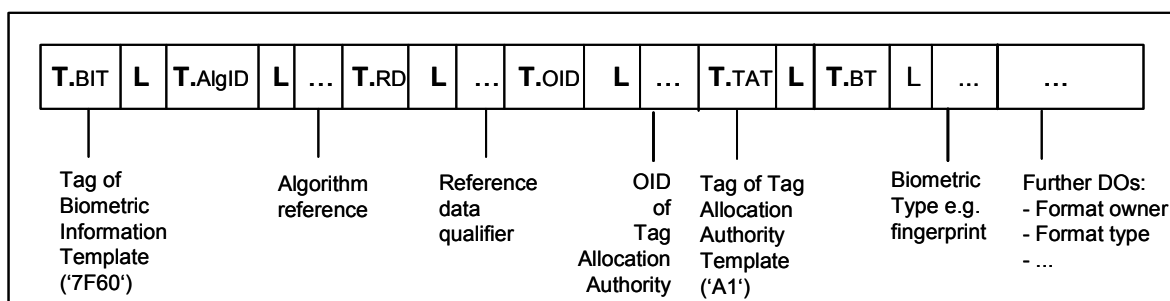 T.BIT L T.AlgID L ... T.RD L ... T.OID L ... T.TAT L T.BT L ... ...
Tag of
Biometric
Information
Template
(‘7F60‘)
Algorithm
reference
Reference
data
qualifier
OID
of
Tag
Allocation
Authority
Tag of Tag
Allocation
Authority
Template
(‘A1‘)
Biometric
Type e.g.
fingerprint
Further DOs:
- Format owner
- Format type
- ...